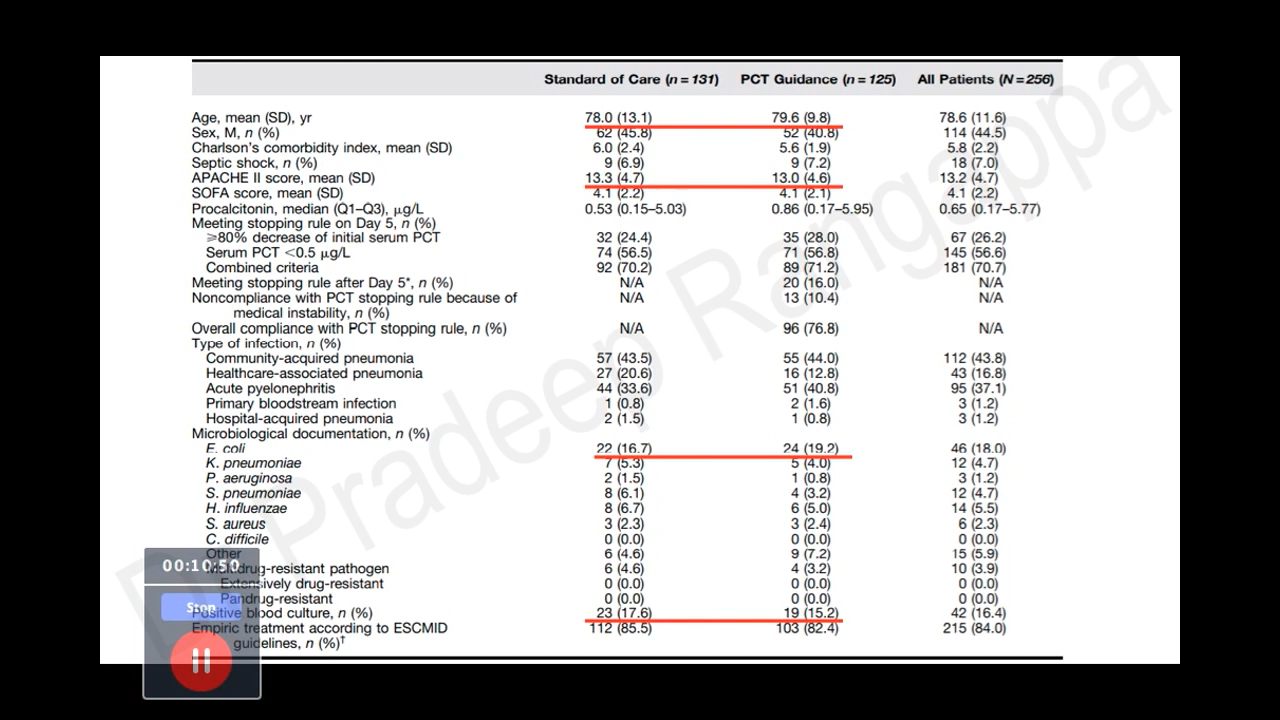 Standard of Care (n = 131) PCT Guidance (n = 125) All Patients (N = 256)
Age, mean (SD), yr 78.0 (13.1) 79.6 (9.8) 78.6 (11.6)
Sex, M, n (%) 62 (45.8) 52 (40.8) 114 (44.5)
Charlson's comorbidity index, mean (SD) 6.0 (2.4) 5.6 (1.9) 5.8 (2.2)
Septic shock, n (%) 9 (6.9) 9 (7.2) 18 (7.0)
APACHE II score, mean (SD) 13.3 (4.7) 13.0 (4.6) 13.2 (4.7)
SOFA score, mean (SD) 4.1 (2.2) 4.1 (2.1) 4.1 (2.2)
Procalcitonin, median (Q1–Q3), μg/L 0.53 (0.15–5.03) 0.86 (0.17–5.95) 0.65 (0.17–5.77)
Meeting stopping rule on Day 5, n (%)
⩾80% decrease of initial serum PCT 32 (24.4) 35 (28.0) 67 (26.2)
Serum PCT <0.5 μg/L 74 (56.5) 71 (56.8) 145 (56.6)
Combined criteria 92 (70.2) 89 (71.2) 181 (70.7)
Meeting stopping rule after Day 5*, n (%) N/A 20 (16.0) N/A
Noncompliance with PCT stopping rule because of N/A 13 (10.4) N/A
medical instability, n (%)
Overall compliance with PCT stopping rule, n (%) N/A 96 (76.8) N/A
Type of infection, n (%)
Community-acquired pneumonia 57 (43.5) 55 (44.0) 112 (43.8)
Healthcare-associated pneumonia 27 (20.6) 16 (12.8) 43 (16.8)
Acute pyelonephritis 44 (33.6) 51 (40.8) 95 (37.1)
Primary bloodstream infection 1 (0.8) 2 (1.6) 3 (1.2)
Hospital-acquired pneumonia 2 (1.5) 1 (0.8) 3 (1.2)
Microbiological documentation, n (%)
E. coli 22 (16.7) 24 (19.2) 46 (18.0)
K. pneumoniae 7 (5.3) 5 (4.0) 12 (4.7)
P. aeruginosa 2 (1.5) 1 (0.8) 3 (1.2)
S. pneumoniae 8 (6.1) 4 (3.2) 12 (4.7)
H. influenzae 8 (6.7) 6 (5.0) 14 (5.5)
S. aureus 3 (2.3) 3 (2.4) 6 (2.3)
C. difficile 0 (0.0) 0 (0.0) 0 (0.0)
Other 6 (4.6) 9 (7.2) 15 (5.9)
Multidrug-resistant pathogen 6 (4.6) 4 (3.2) 10 (3.9)
Extensively drug-resistant 0 (0.0) 0 (0.0) 0 (0.0)
Pandrug-resistant 0 (0.0) 0 (0.0) 0 (0.0)
Positive blood culture, n (%) 23 (17.6) 19 (15.2) 42 (16.4)
Empiric treatment according to ESCMID 112 (85.5) 103 (82.4) 215 (84.0)
guidelines, n (%)†
Dr Pradeep Rangappa
00:10:50
Stop